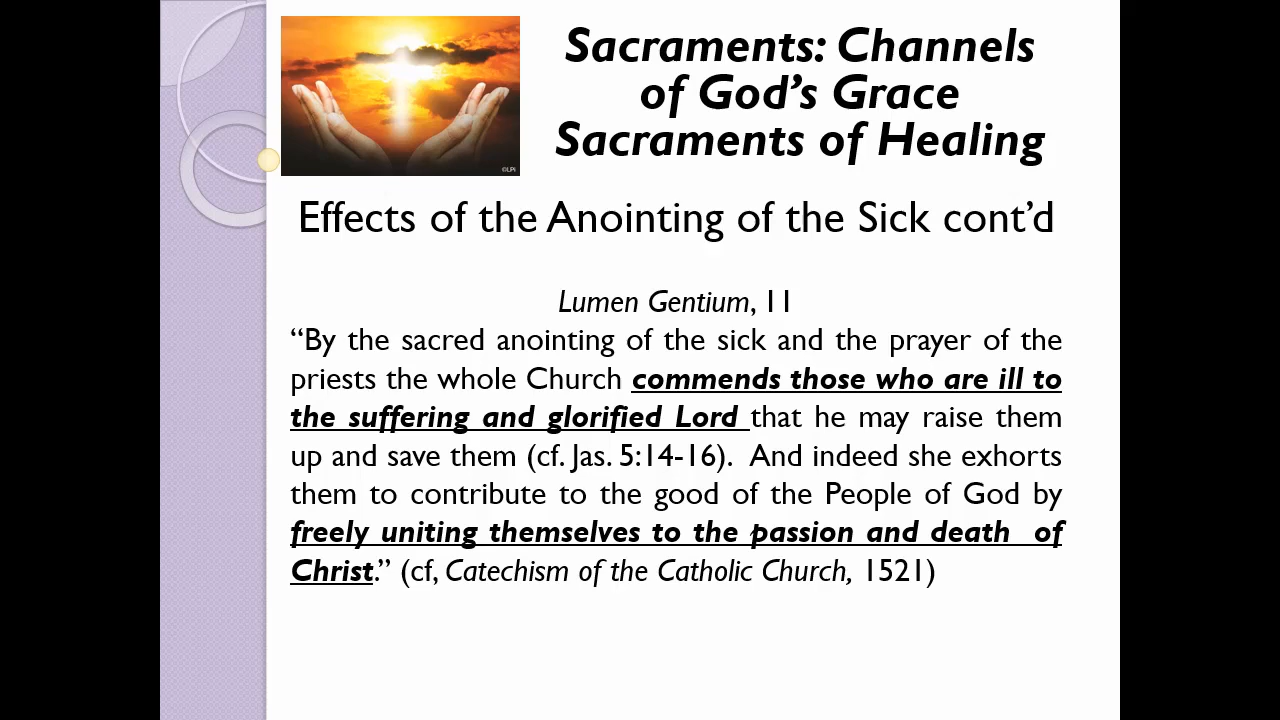 Sacraments: Channels
of God’s Grace
Sacraments of Healing
©LPi
Effects of the Anointing of the Sick cont’d
Lumen Gentium, 11
“By the sacred anointing of the sick and the prayer of the
priests the whole Church commends those who are ill to
the suffering and glorified Lord that he may raise them
up and save them (cf. Jas. 5:14-16).  And indeed she exhorts
them to contribute to the good of the People of God by
freely uniting themselves to the passion and death  of
Christ.” (cf, Catechism of the Catholic Church, 1521)